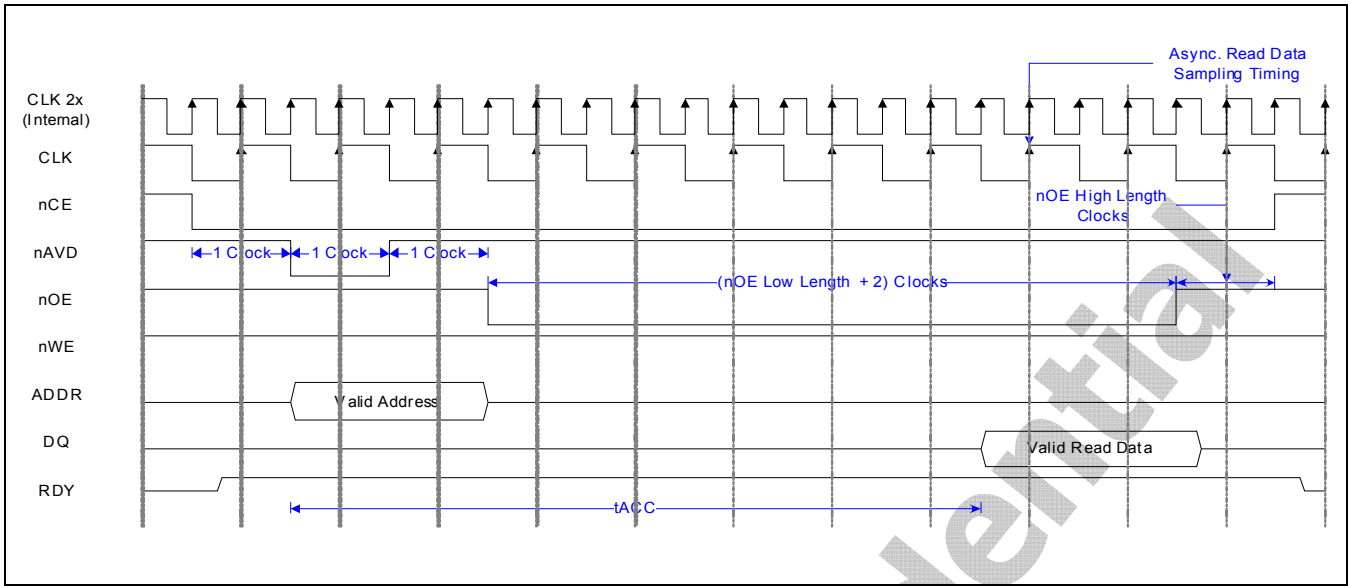 Async. Read Data
Sampling Timing
CLK 2x
(Internal)
CLK
nCE
nOE High Length
Clocks
nAVD
1 Clock
1 Clock
1 Clock
nOE
(nOE Low Length + 2) Clocks
nWE
ADDR
Valid Address
DQ
Valid Read Data
RDY
tACC
dential